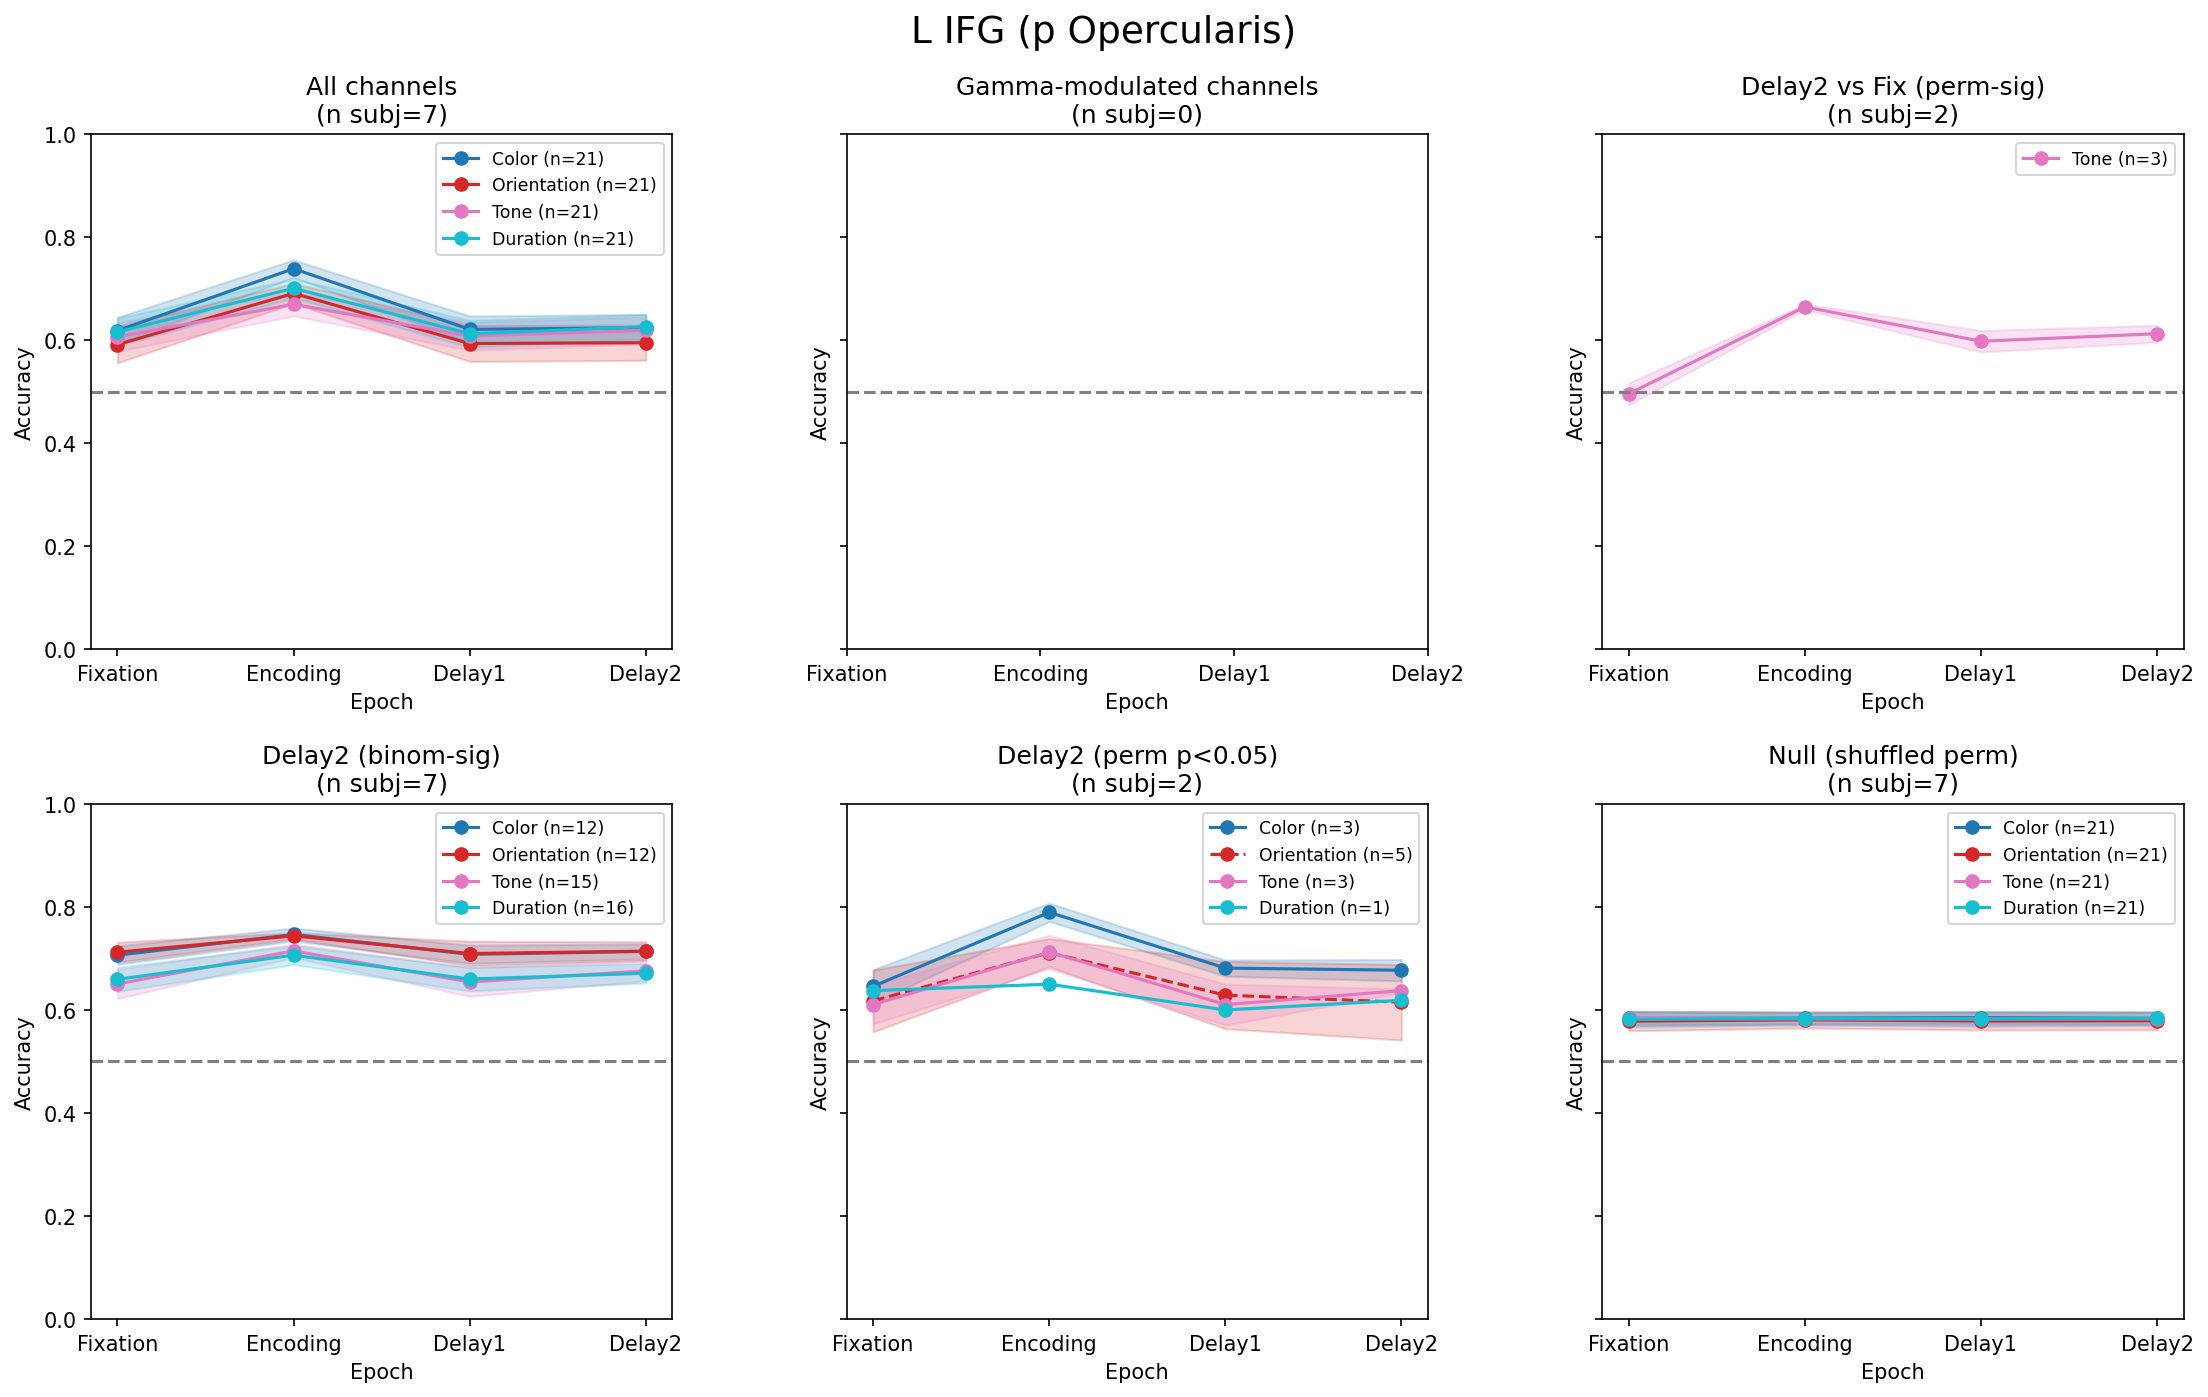 L IFG (p Opercularis)
All channels
(n subj=7)
Accuracy
1.0
0.8
0.6
0.4
0.2
0.0
Color (n=21)
Orientation (n=21)
Tone (n=21)
Duration (n=21)
Fixation
Encoding
Delay1
Delay2
Epoch
Gamma-modulated channels
(n subj=0)
Accuracy
Fixation
Encoding
Delay1
Delay2
Epoch
Delay2 vs Fix (perm-sig)
(n subj=2)
Accuracy
Tone (n=3)
Fixation
Encoding
Delay1
Delay2
Epoch
Delay2 (binom-sig)
(n subj=7)
Accuracy
1.0
0.8
0.6
0.4
0.2
0.0
Color (n=12)
Orientation (n=12)
Tone (n=15)
Duration (n=16)
Fixation
Encoding
Delay1
Delay2
Epoch
Delay2 (perm p<0.05)
(n subj=2)
Accuracy
Color (n=3)
Orientation (n=5)
Tone (n=3)
Duration (n=1)
Fixation
Encoding
Delay1
Delay2
Epoch
Null (shuffled perm)
(n subj=7)
Accuracy
Color (n=21)
Orientation (n=21)
Tone (n=21)
Duration (n=21)
Fixation
Encoding
Delay1
Delay2
Epoch